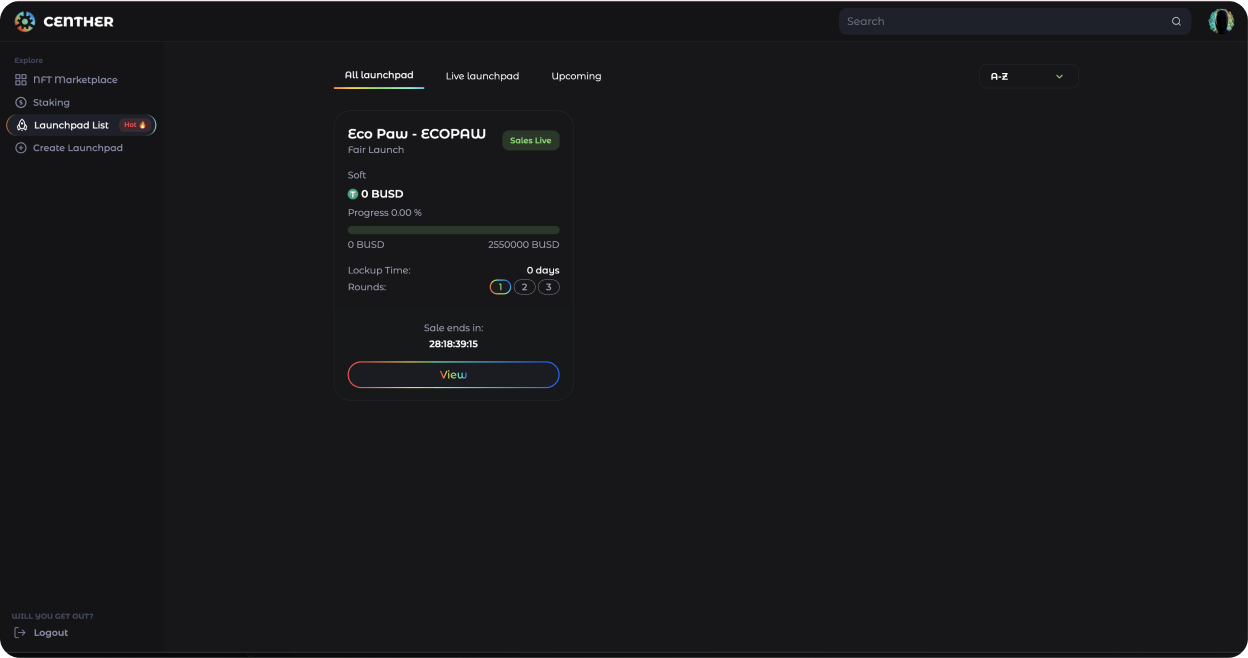 CENTHER
Search
Explore
NFT Marketplace
Staking
Launchpad List Hot
Create Launchpad
All launchpad Live launchpad Upcoming
A-Z
Eco Paw - ECOPAW
Sales Live
Fair Launch
Soft
0 BUSD
Progress 0.00 %
0 BUSD 2550000 BUSD
Lockup Time: 0 days
Rounds: 1 2 3
Sale ends in:
28:18:39:15
View
WILL YOU GET OUT?
Logout